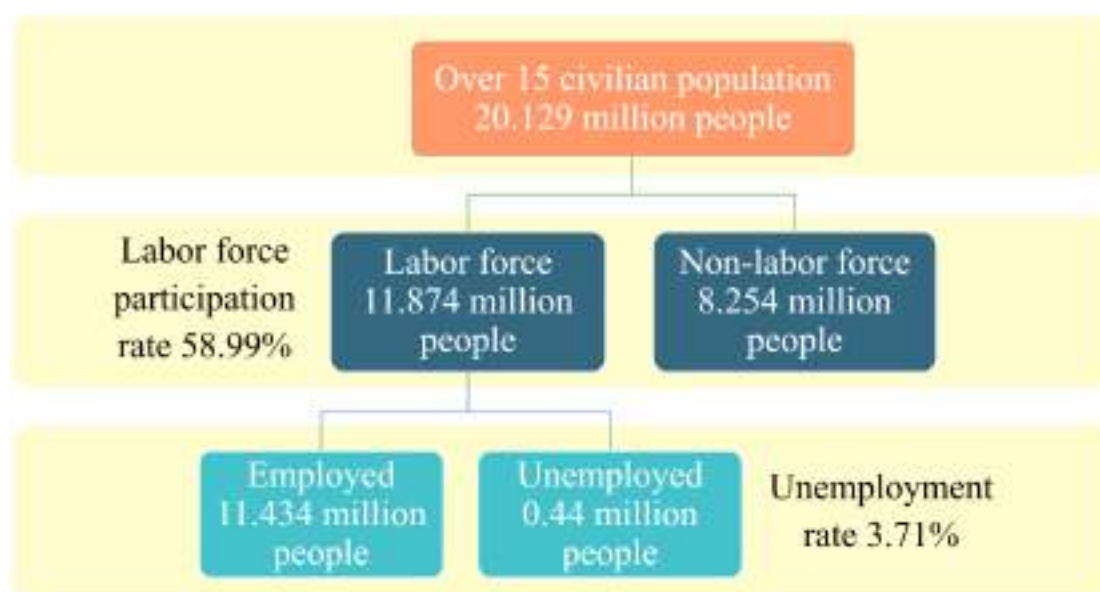 Over 15 civilian population
20.129 million people
Labor force
participation
rate 58.99%
Labor force
11.874 million
people
Non-labor force
8.254 million
people
Employed
11.434 million
people
Unemployed
0.44 million
people
Unemployment
rate 3.71%